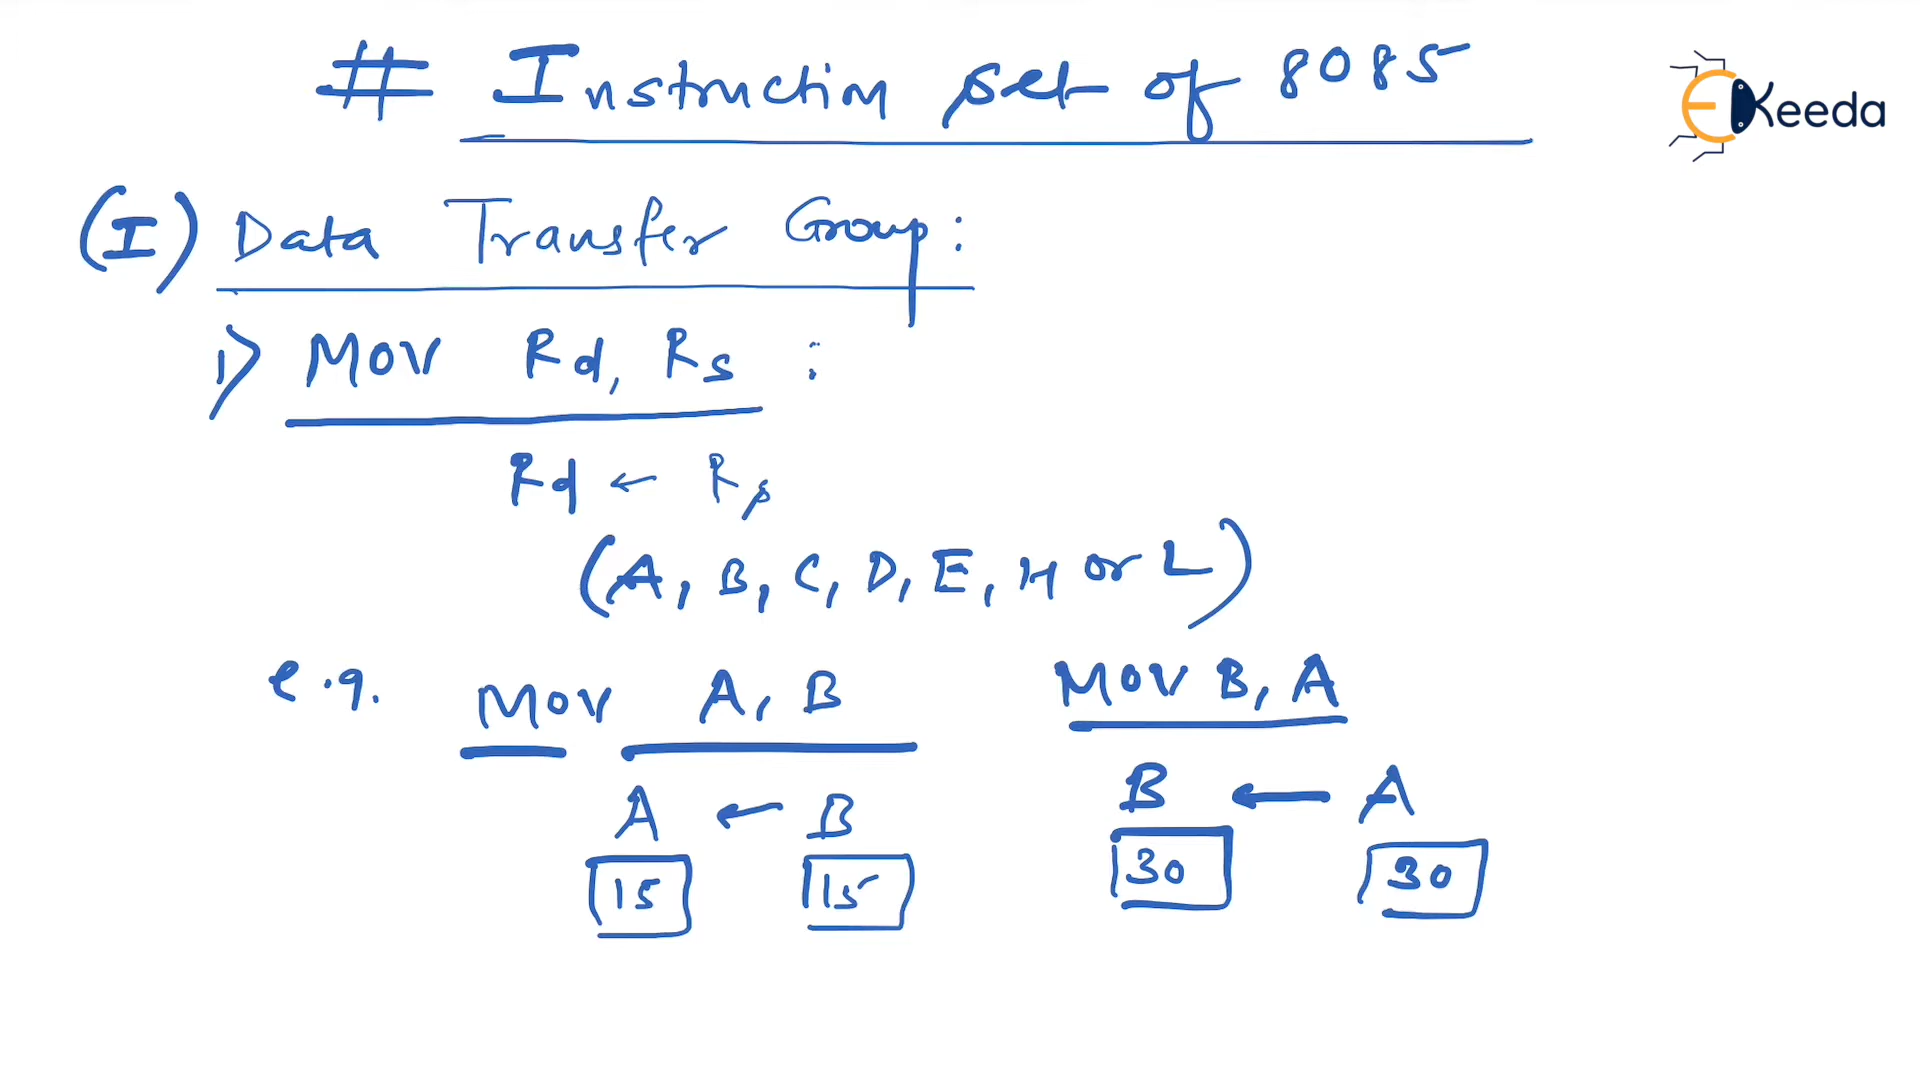 # Instruction set of 8085
EKeeda
(I) Data Transfer Group:
1) MOV Rd, Rs :
Rd ← Rs
(A, B, C, D, E, H or L)
e.g. MOV A, B MOV B, A
A ← B B ← A
15 15 30 30